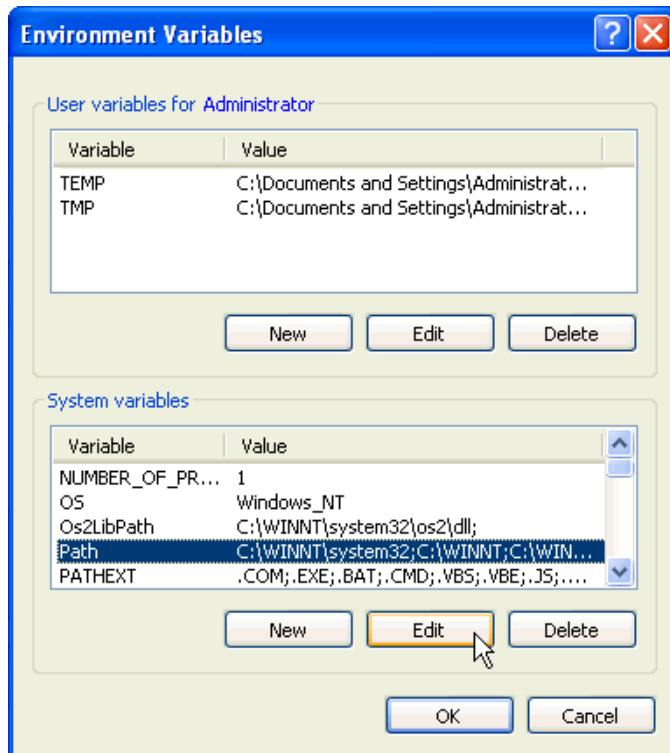 Environment Variables
User variables for Administrator
Variable Value
TEMP C:\Documents and Settings\Administrat...
TMP C:\Documents and Settings\Administrat...
New Edit Delete
System variables
Variable Value
NUMBER_OF_PR... 1
OS Windows_NT
Os2LibPath C:\WINNT\system32\os2\dll;
Path C:\WINNT\system32;C:\WINNT;C:\WIN...
PATHEXT .COM;.EXE;.BAT;.CMD;.VBS;.VBE;.JS;....
New Edit Delete
OK Cancel